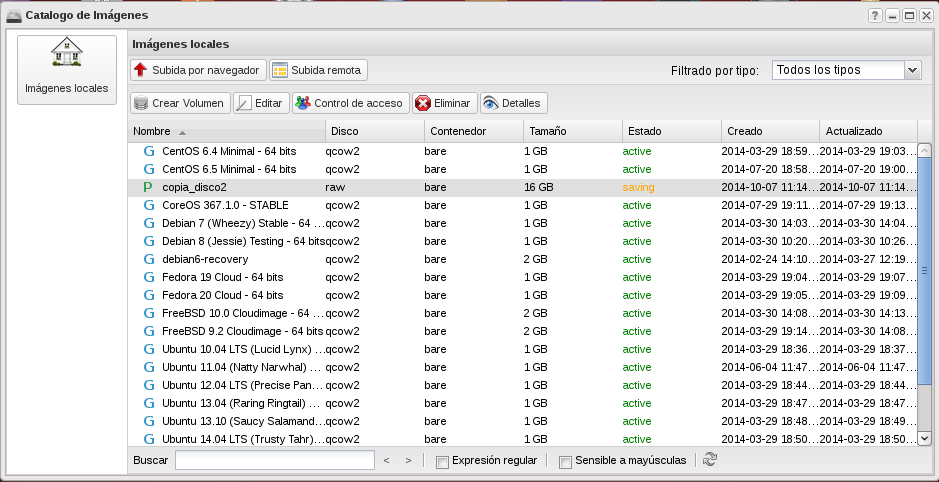 Catalogo de Imágenes
Imágenes locales
Imágenes locales
Subida por navegador Subida remota Filtrado por tipo: Todos los tipos
Crear Volumen Editar Control de acceso Eliminar Detalles
Nombre Disco Contenedor Tamaño Estado Creado Actualizado
G CentOS 6.4 Minimal - 64 bits qcow2 bare 1 GB active 2014-03-29 18:59... 2014-03-29 19:03...
G CentOS 6.5 Minimal - 64 bits qcow2 bare 1 GB active 2014-07-20 18:58... 2014-07-20 19:00...
P copia_disco2 raw bare 16 GB saving 2014-10-07 11:14... 2014-10-07 11:14...
G CoreOS 367.1.0 - STABLE qcow2 bare 1 GB active 2014-07-29 19:11... 2014-07-29 19:13...
G Debian 7 (Wheezy) Stable - 64 ... qcow2 bare 1 GB active 2014-03-30 14:03... 2014-03-30 14:04...
G Debian 8 (Jessie) Testing - 64 bits qcow2 bare 1 GB active 2014-03-30 10:20... 2014-03-30 10:26...
G debian6-recovery qcow2 bare 2 GB active 2014-02-24 14:10... 2014-03-27 12:19...
G Fedora 19 Cloud - 64 bits qcow2 bare 1 GB active 2014-03-29 19:04... 2014-03-29 19:07...
G Fedora 20 Cloud - 64 bits qcow2 bare 1 GB active 2014-03-29 19:05... 2014-03-29 19:09...
G FreeBSD 10.0 Cloudimage - 64 ... qcow2 bare 2 GB active 2014-03-30 14:08... 2014-03-30 14:13...
G FreeBSD 9.2 Cloudimage - 64 bits qcow2 bare 2 GB active 2014-03-29 19:14... 2014-03-30 14:08...
G Ubuntu 10.04 LTS (Lucid Lynx) ... qcow2 bare 1 GB active 2014-03-29 18:36... 2014-03-29 18:37...
G Ubuntu 11.04 (Natty Narwhal) ... qcow2 bare 1 GB active 2014-06-04 11:47... 2014-06-04 11:47...
G Ubuntu 12.04 LTS (Precise Pan... qcow2 bare 1 GB active 2014-03-29 18:44... 2014-03-29 18:44...
G Ubuntu 13.04 (Raring Ringtail) ... qcow2 bare 1 GB active 2014-03-29 18:47... 2014-03-29 18:47...
G Ubuntu 13.10 (Saucy Salamand... qcow2 bare 1 GB active 2014-03-29 18:48... 2014-03-29 18:49...
G Ubuntu 14.04 LTS (Trusty Tahr)... qcow2 bare 1 GB active 2014-03-29 18:50... 2014-03-29 18:50...
Buscar < > Expresión regular Sensible a mayúsculas